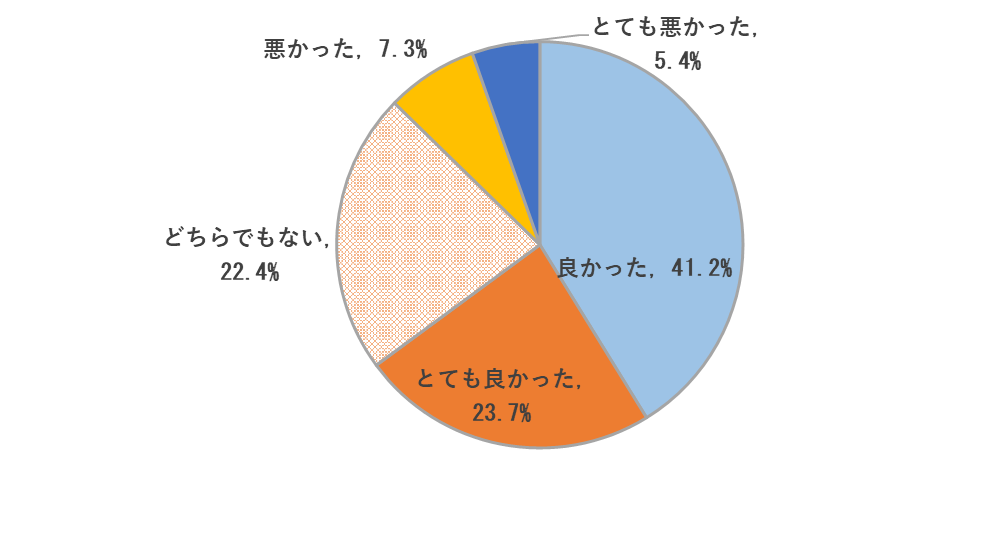 とても悪かった,
5.4%
悪かった, 7.3%
どちらでもない,
22.4%
良かった, 41.2%
とても良かった,
23.7%